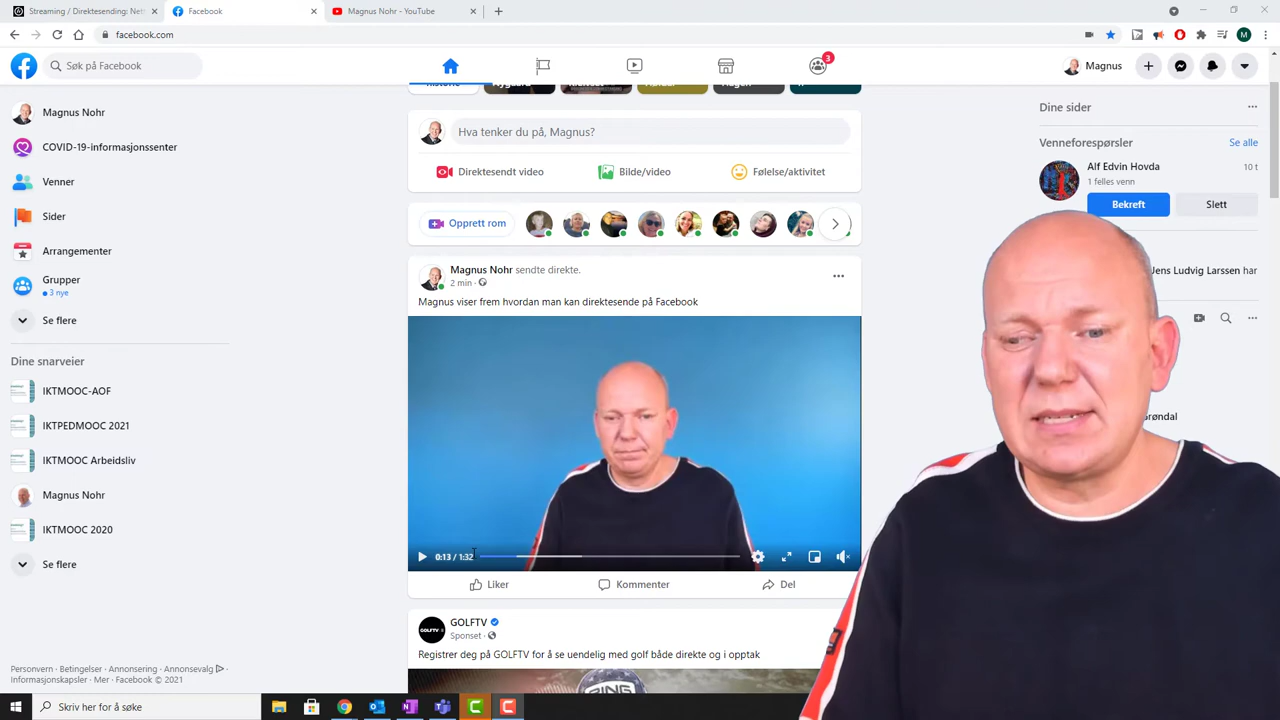 Streaming / Direktesending: Net
Facebook
Magnus Nohr - YouTube
facebook.com
M
Søk på Facebook
3
Magnus
Magnus Nohr
COVID-19-informasjonssenter
Venner
Sider
Arrangementer
Grupper
3 nye
Se flere
Dine snarveier
IKTMOOC-AOF
IKTPEDMOOC 2021
IKTMOOC Arbeidsliv
Magnus Nohr
IKTMOOC 2020
Se flere
Personvern · Betingelser · Annonsering · Annonsevalg ·
Informasjonskapsler · Mer · Facebook © 2021
Hva tenker du på, Magnus?
Direktesendt video
Bilde/video
Følelse/aktivitet
Opprett rom
Magnus Nohr sendte direkte.
2 min ·
Magnus viser frem hvordan man kan direktesende på Facebook
0:13 / 1:32
Liker
Kommenter
Del
GOLFTV
GOLFTV
Sponset ·
Registrer deg på GOLFTV for å se uendelig med golf både direkte og i opptak
PING
Dine sider
Venneforespørsler
Se alle
Alf Edvin Hovda
10 t
1 felles venn
Bekreft
Slett
Jens Ludvig Larssen har
Skriv her for å søke